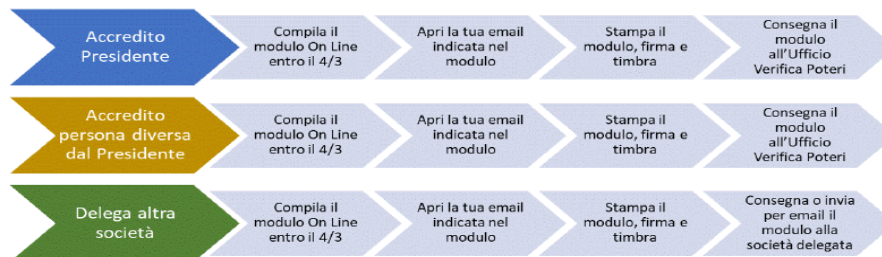 Accredito
Presidente
Compila il
modulo On Line
entro il 4/3
Apri la tua email
indicata nel
modulo
Stampa il
modulo, firma e
timbra
Consegna il
modulo
all'Ufficio
Verifica Poteri
Accredito
persona diversa
dal Presidente
Compila il
modulo On Line
entro il 4/3
Apri la tua email
indicata nel
modulo
Stampa il
modulo, firma e
timbra
Consegna il
modulo
all'Ufficio
Verifica Poteri
Delega altra
società
Compila il
modulo On Line
entro il 4/3
Apri la tua email
indicata nel
modulo
Stampa il
modulo, firma e
timbra
Consegna o invia
per email il
modulo alla
società delegata